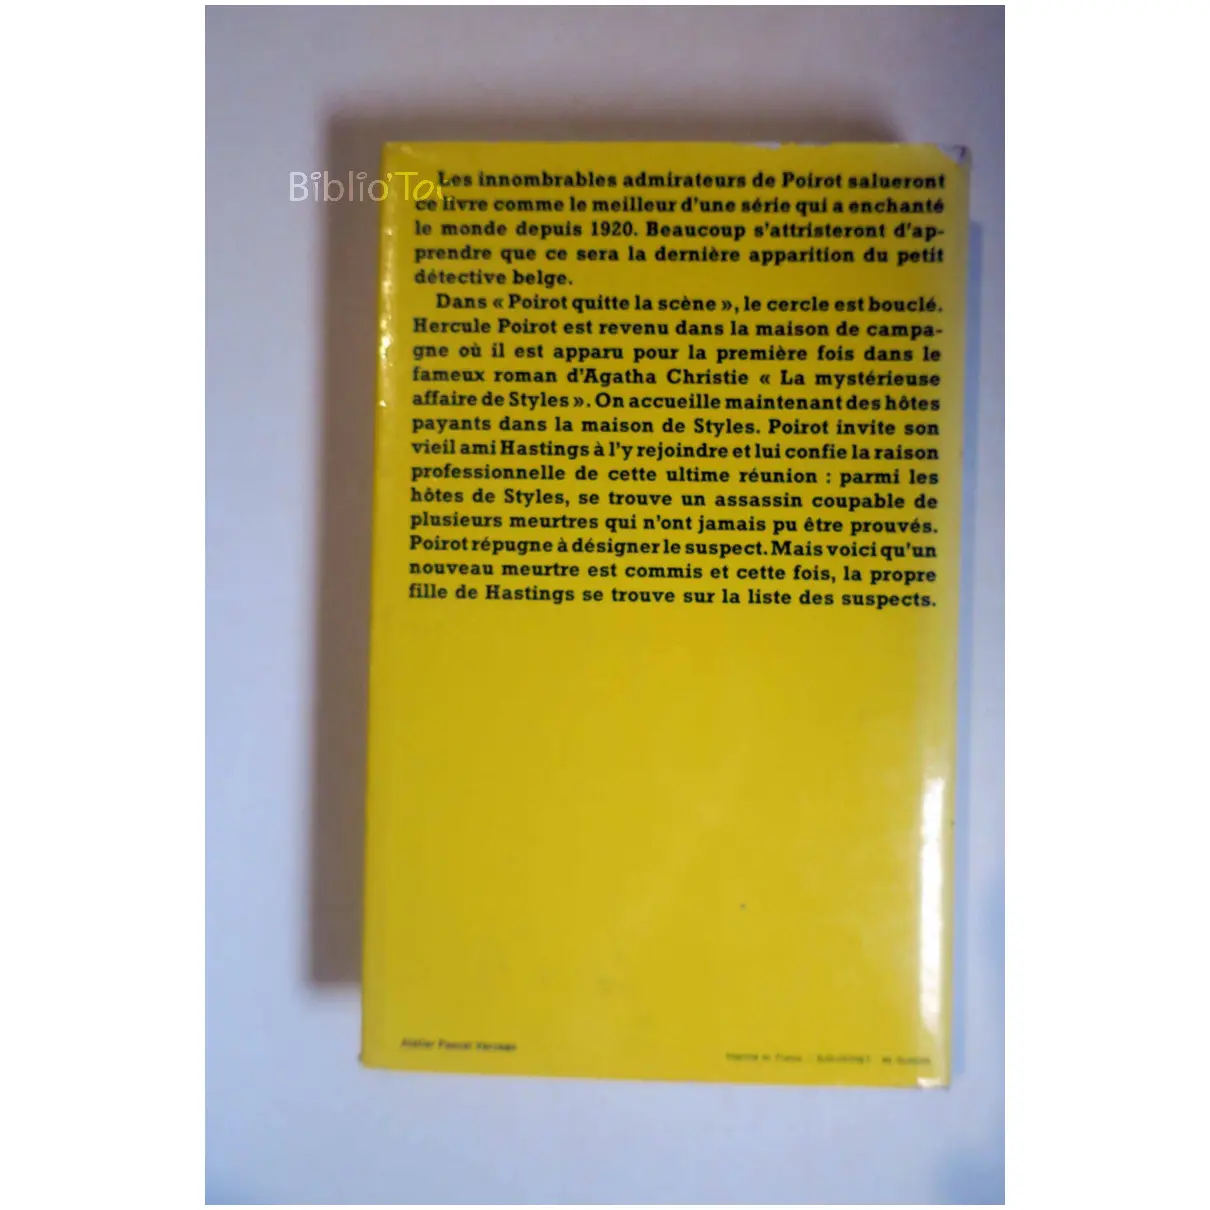 Biblio'Tou
Les innombrables admirateurs de Poirot salueront
ce livre comme le meilleur d'une série qui a enchanté
le monde depuis 1920. Beaucoup s'attristeront d'ap-
prendre que ce sera la dernière apparition du petit
détective belge.
Dans « Poirot quitte la scène », le cercle est bouclé.
Hercule Poirot est revenu dans la maison de campa-
gne où il est apparu pour la première fois dans le
fameux roman d'Agatha Christie « La mystérieuse
affaire de Styles ». On accueille maintenant des hôtes
payants dans la maison de Styles. Poirot invite son
vieil ami Hastings à l'y rejoindre et lui confie la raison
professionnelle de cette ultime réunion : parmi les
hôtes de Styles, se trouve un assassin coupable de
plusieurs meurtres qui n'ont jamais pu être prouvés.
Poirot répugne à désigner le suspect. Mais voici qu'un
nouveau meurtre est commis et cette fois, la propre
fille de Hastings se trouve sur la liste des suspects.
Atelier Pascal Vercken